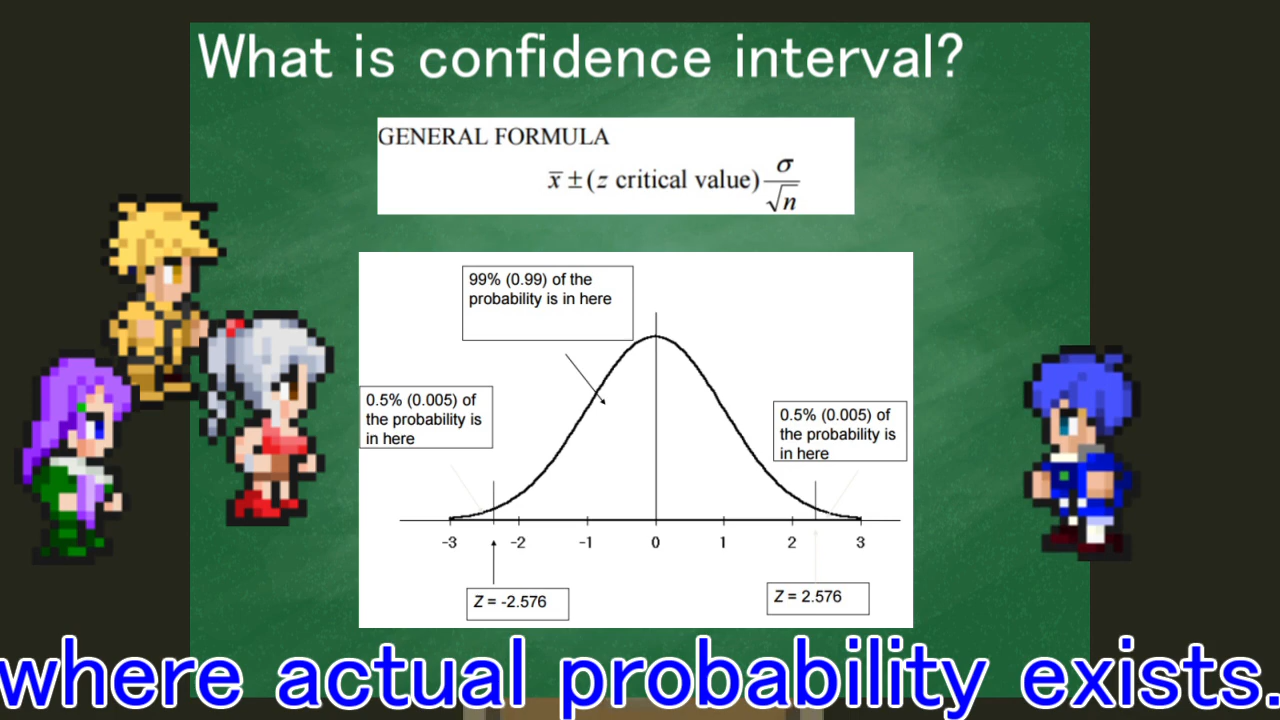 What is confidence interval?
GENERAL FORMULA
x̄ ± (z critical value) σ/√n
99% (0.99) of the
probability is in here
0.5% (0.005) of
the probability is
in here
0.5% (0.005) of
the probability is
in here
-3 -2 -1 0 1 2 3
Z = -2.576
Z = 2.576
where actual probability exists.